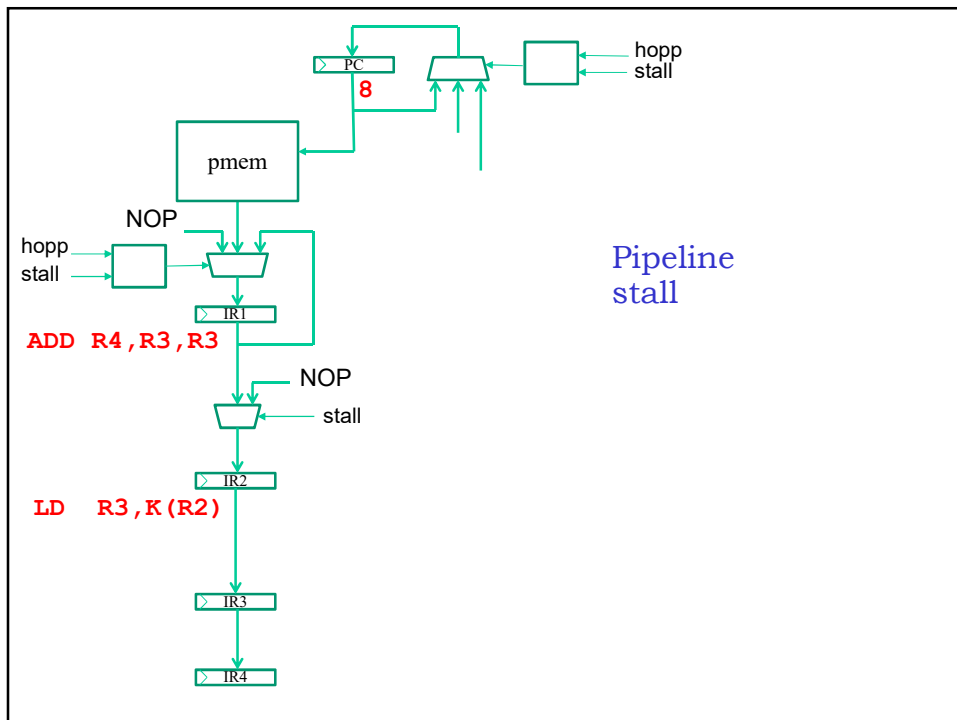 hopp
stall
PC
8
pmem
NOP
hopp
stall
Pipeline
stall
IR1
ADD R4,R3,R3
NOP
stall
IR2
LD R3,K(R2)
IR3
IR4